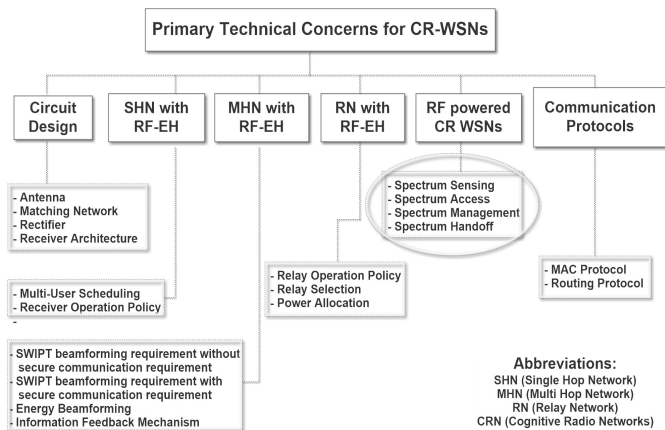 Primary Technical Concerns for CR-WSNs
Circuit
Design
SHN with
RF-EH
MHN with
RF-EH
RN with
RF-EH
RF powered
CR WSNs
Communication
Protocols
- Antenna
- Matching Network
- Rectifier
- Receiver Architecture
- Spectrum Sensing
- Spectrum Access
- Spectrum Management
- Spectrum Handoff
- Multi-User Scheduling
- Receiver Operation Policy
-
- Relay Operation Policy
- Relay Selection
- Power Allocation
- MAC Protocol
- Routing Protocol
- SWIPT beamforming requirement without
secure communication requirement
- SWIPT beamforming requirement with
secure communication requirement
- Energy Beamforming
- Information Feedback Mechanism
Abbreviations:
SHN (Single Hop Network)
MHN (Multi Hop Network)
RN (Relay Network)
CRN (Cognitive Radio Networks)